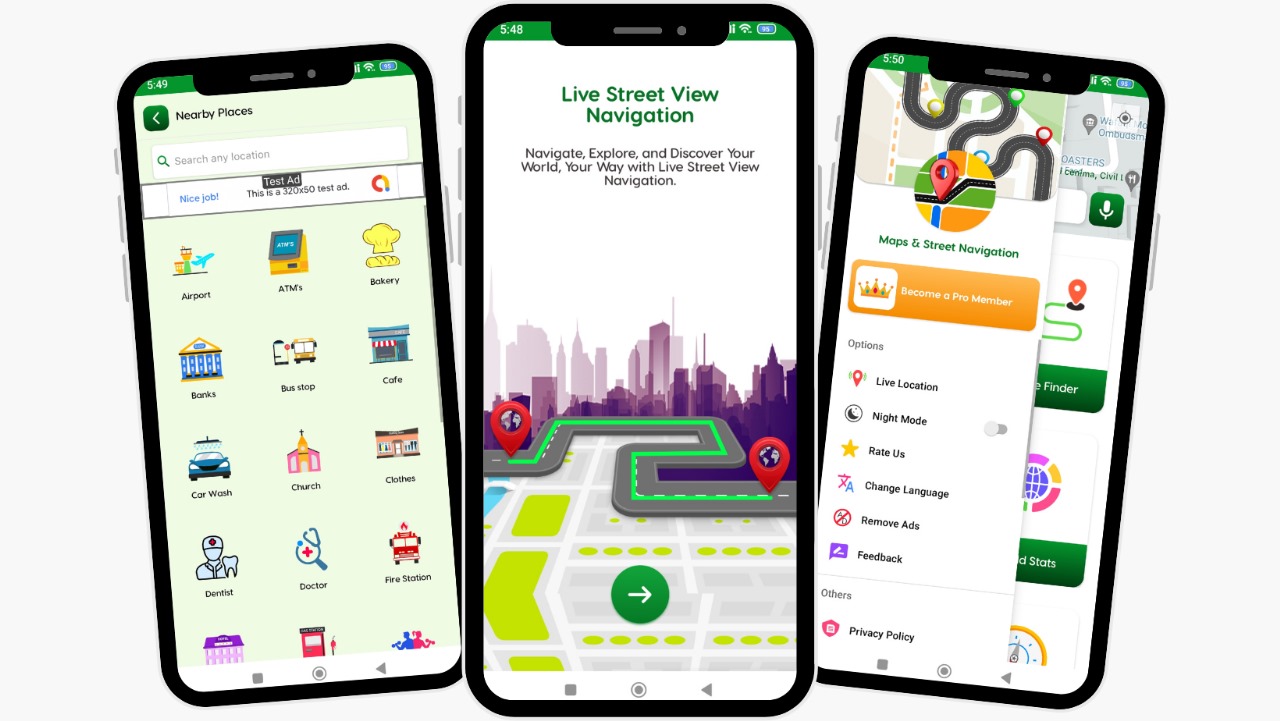 5:49
95
Nearby Places
Search any location
Test Ad
Nice job!
This is a 320x50 test ad.
Airport
ATM'S
ATM's
Bakery
Banks
Bus stop
Cafe
Car Wash
Church
Clothes
Dentist
Doctor
Fire Station
5:48
95
Live Street View
Navigation
Navigate, Explore, and Discover Your
World, Your Way with Live Street View
Navigation.
5:50
95
Ombudsm
OASTERS
cenima, Civil L
Maps & Street Navigation
Become a Pro Member
Options
Live Location
Night Mode
Rate Us
Change Language
Remove Ads
Feedback
Others
Privacy Policy
e Finder
d Stats